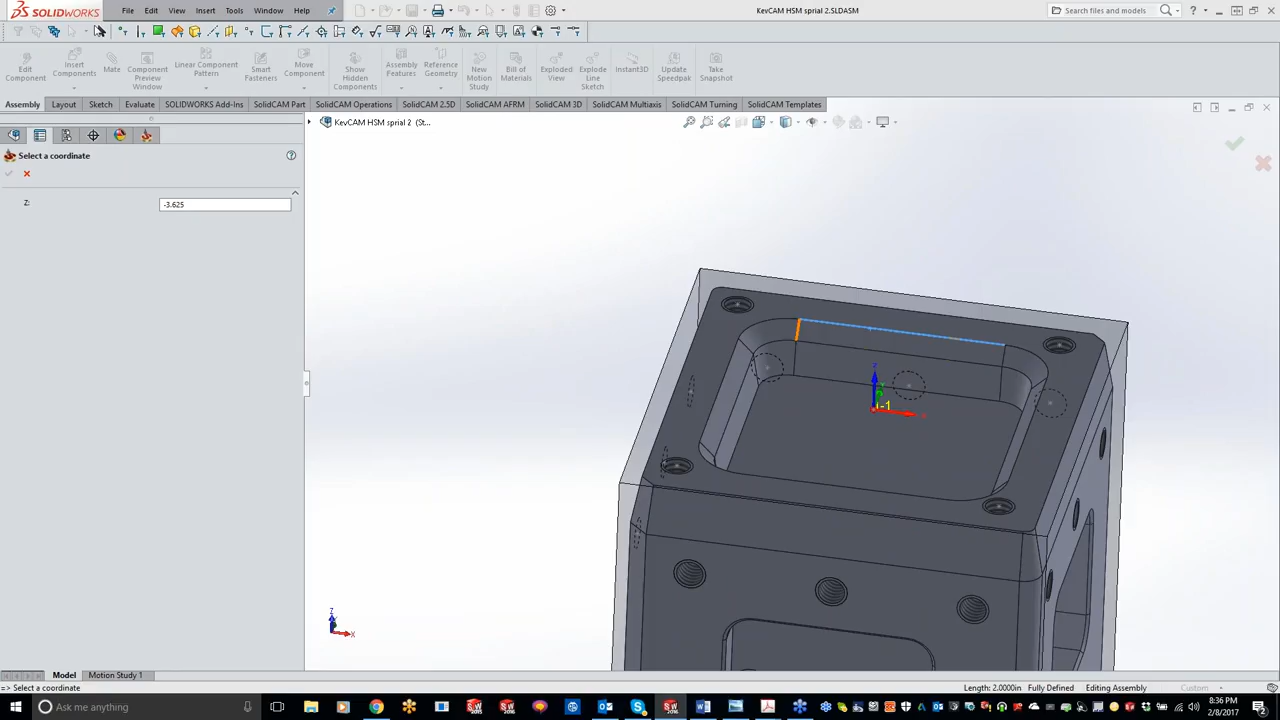 SOLIDWORKS File Edit View Insert Tools Window Help KevCAM HSM sprial 2.SLDASM Search files and models
Edit Component
Insert Components
Mate
Component Preview Window
Linear Component Pattern
Smart Fasteners
Move Component
Show Hidden Components
Assembly Features
Reference Geometry
New Motion Study
Bill of Materials
Exploded View
Explode Line Sketch
Instant3D
Update Speedpak
Take Snapshot
Assembly Layout Sketch Evaluate SOLIDWORKS Add-Ins SolidCAM Part SolidCAM Operations SolidCAM 2.5D SolidCAM AFRM SolidCAM 3D SolidCAM Multiaxis SolidCAM Turning SolidCAM Templates
KevCAM HSM sprial 2 (St...
Select a coordinate
Z: -3.625
Z
X
1-1
Z
X
Model Motion Study 1
=> Select a coordinate Length: 2.0000in Fully Defined Editing Assembly Custom
Ask me anything
8:36 PM
2/8/2017